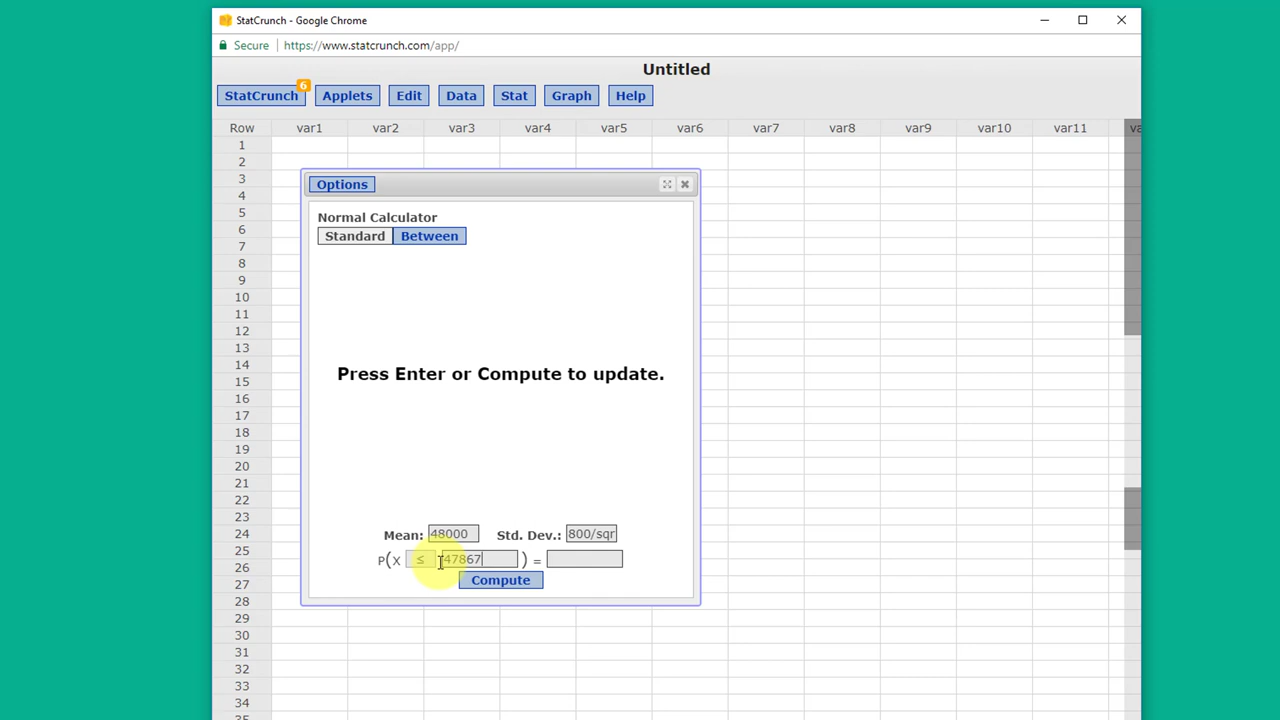 StatCrunch - Google Chrome
Secure https://www.statcrunch.com/app/
Untitled
StatCrunch 6 Applets Edit Data Stat Graph Help
Row var1 var2 var3 var4 var5 var6 var7 var8 var9 var10 var11 va
1
2
3
4
5
6
7
8
9
10
11
12
13
14
15
16
17
18
19
20
21
22
23
24
25
26
27
28
29
30
31
32
33
34
35
Options
Normal Calculator
Standard Between
Press Enter or Compute to update.
Mean: 48000 Std. Dev.: 800/sqr
P(X ≤ 47867 ) =
Compute